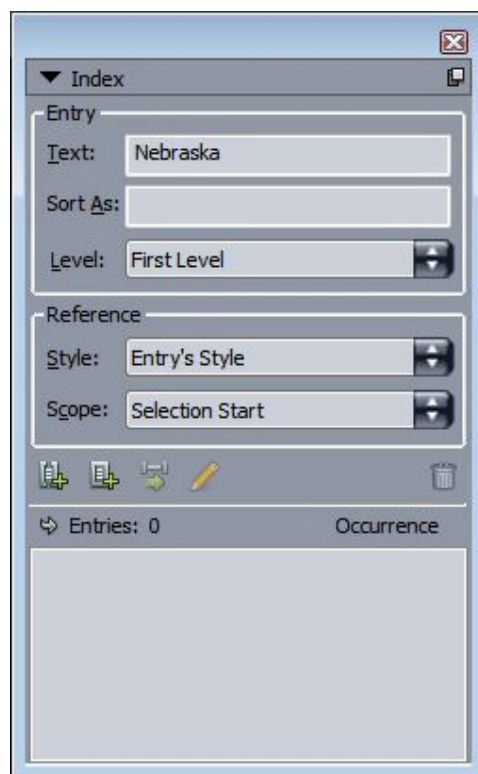 Index
Entry
Text: Nebraska
Sort As:
Level: First Level
Reference
Style: Entry's Style
Scope: Selection Start
Entries: 0 Occurrence